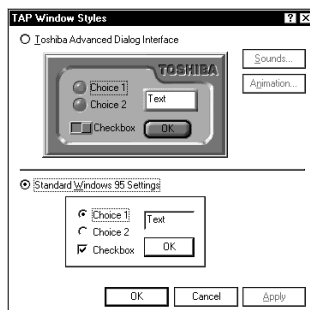 TAP Window Styles
Toshiba Advanced Dialog Interface
TOSHIBA
Choice 1
Choice 2
Text
Checkbox
OK
Sounds...
Animation...
Standard Windows 95 Settings
Choice 1
Choice 2
Text
Checkbox
OK
OK
Cancel
Apply